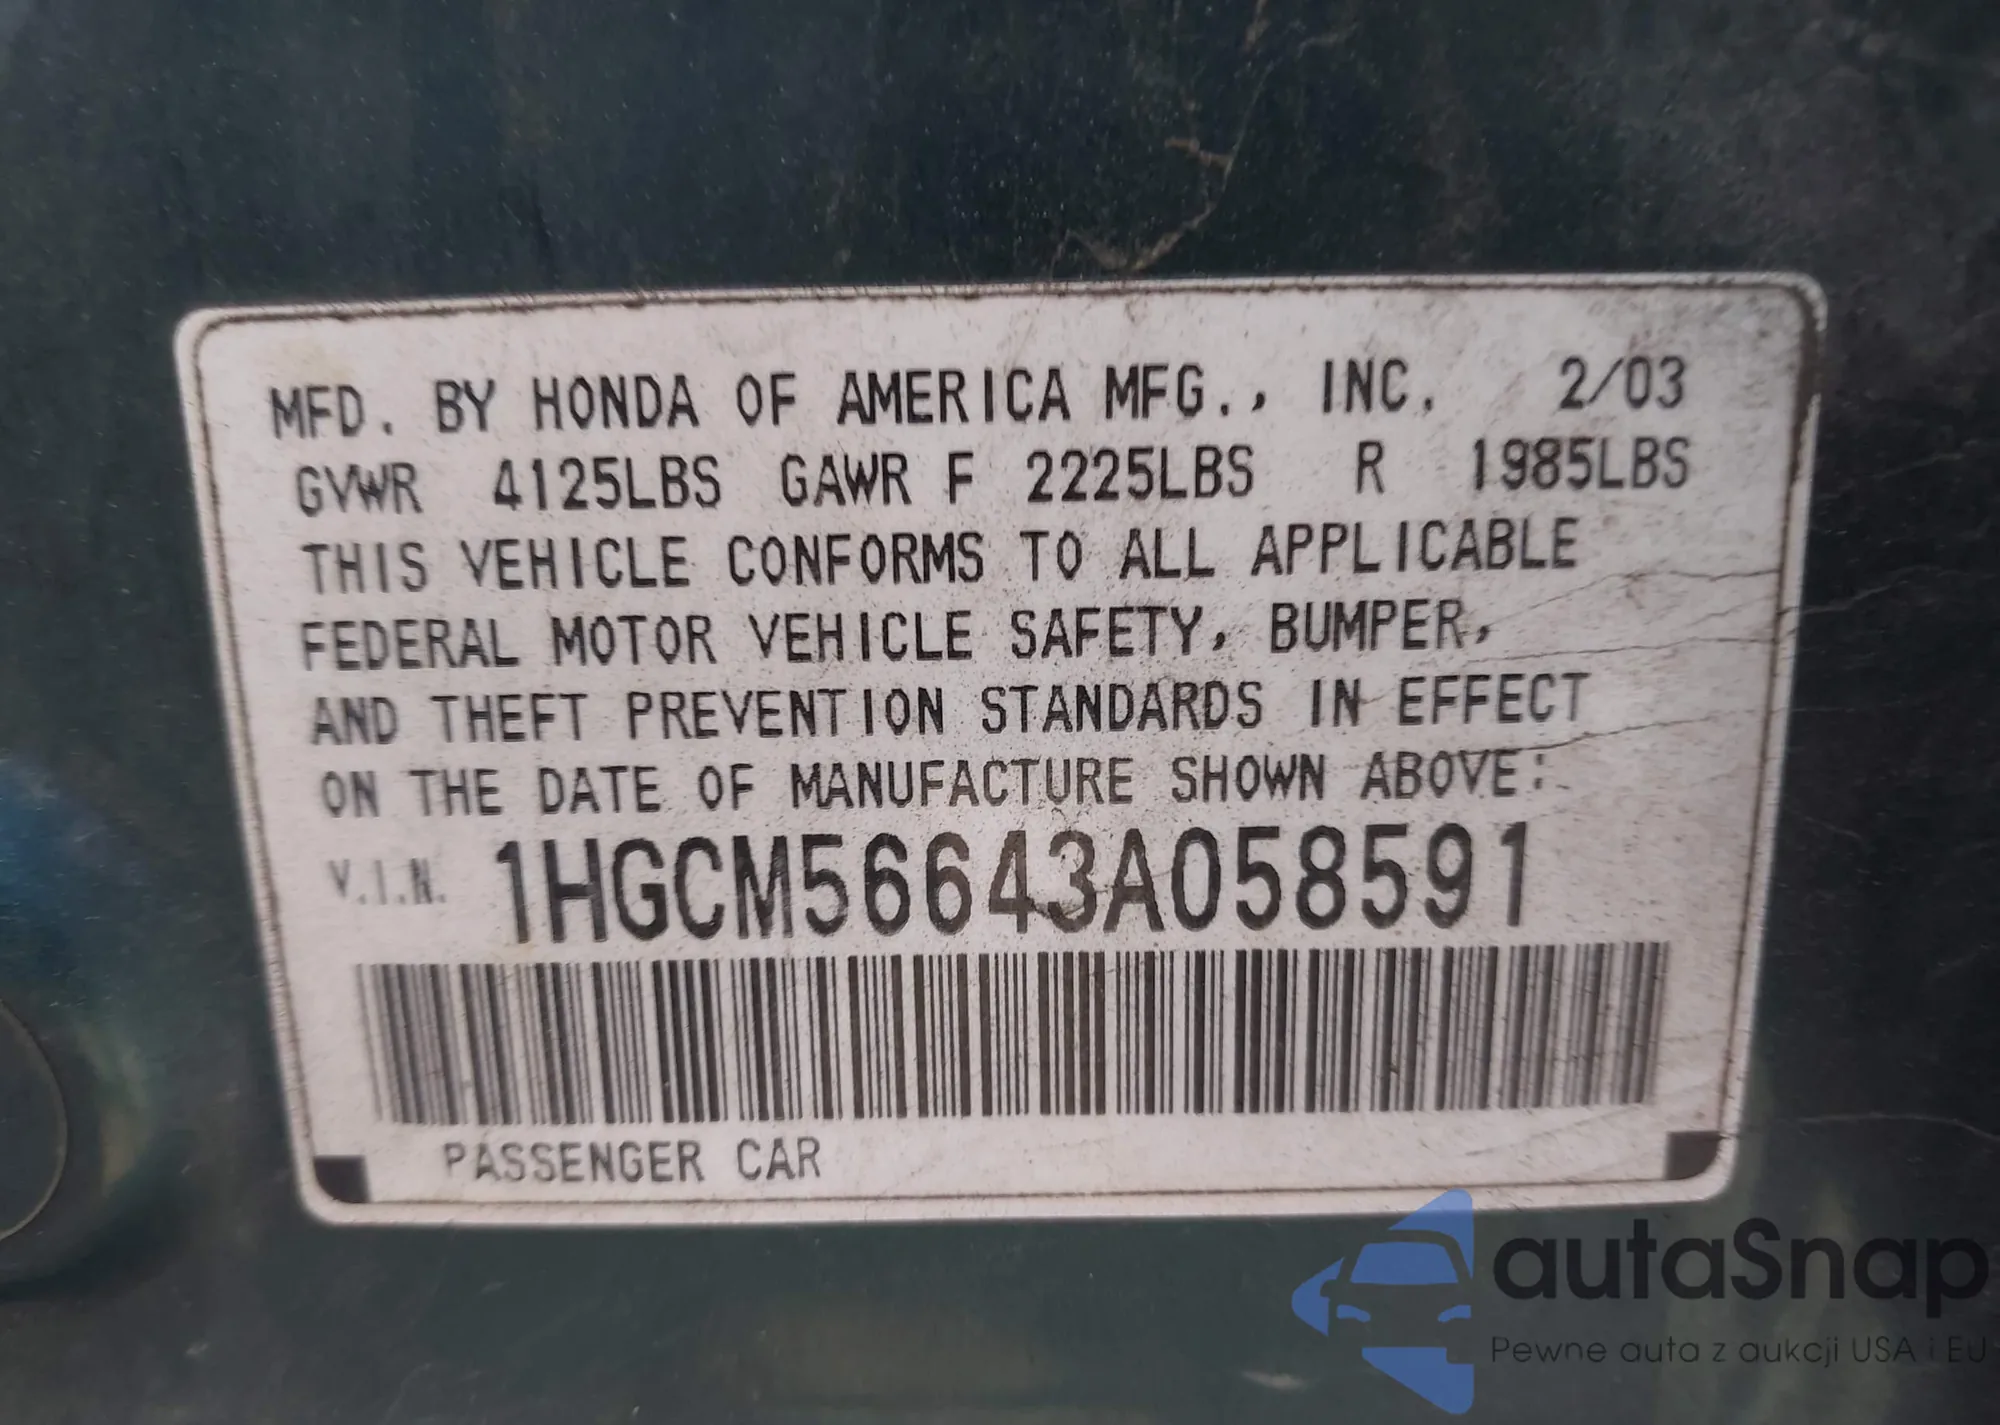 MFD. BY HONDA OF AMERICA MFG., INC. 2/03
GVWR 4125LBS GAWR F 2225LBS R 1985LBS
THIS VEHICLE CONFORMS TO ALL APPLICABLE
FEDERAL MOTOR VEHICLE SAFETY, BUMPER,
AND THEFT PREVENTION STANDARDS IN EFFECT
ON THE DATE OF MANUFACTURE SHOWN ABOVE:
V.I.N. 1HGCM56643A058591
PASSENGER CAR
autaSnap
Pewne auta z aukcji USA i EU